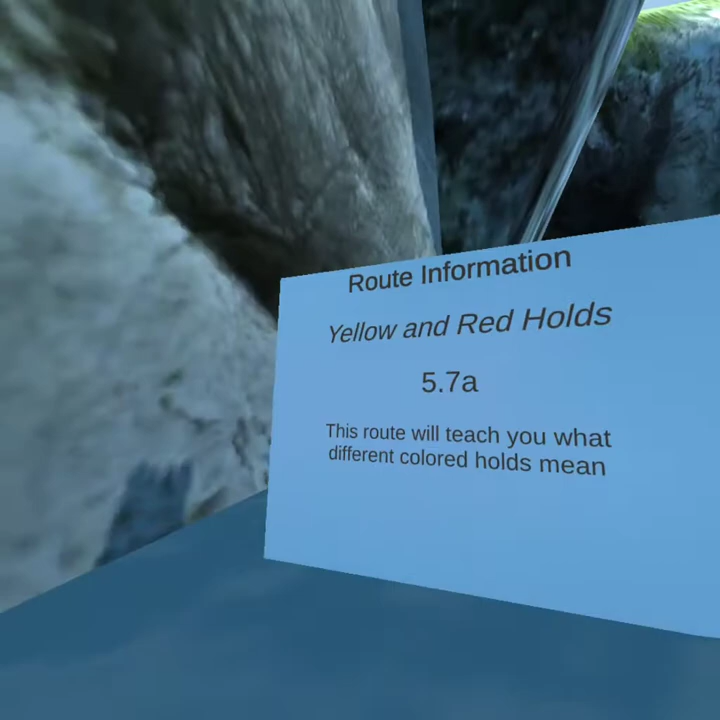 Route Information
Yellow and Red Holds
5.7a
This route will teach you what
different colored holds mean